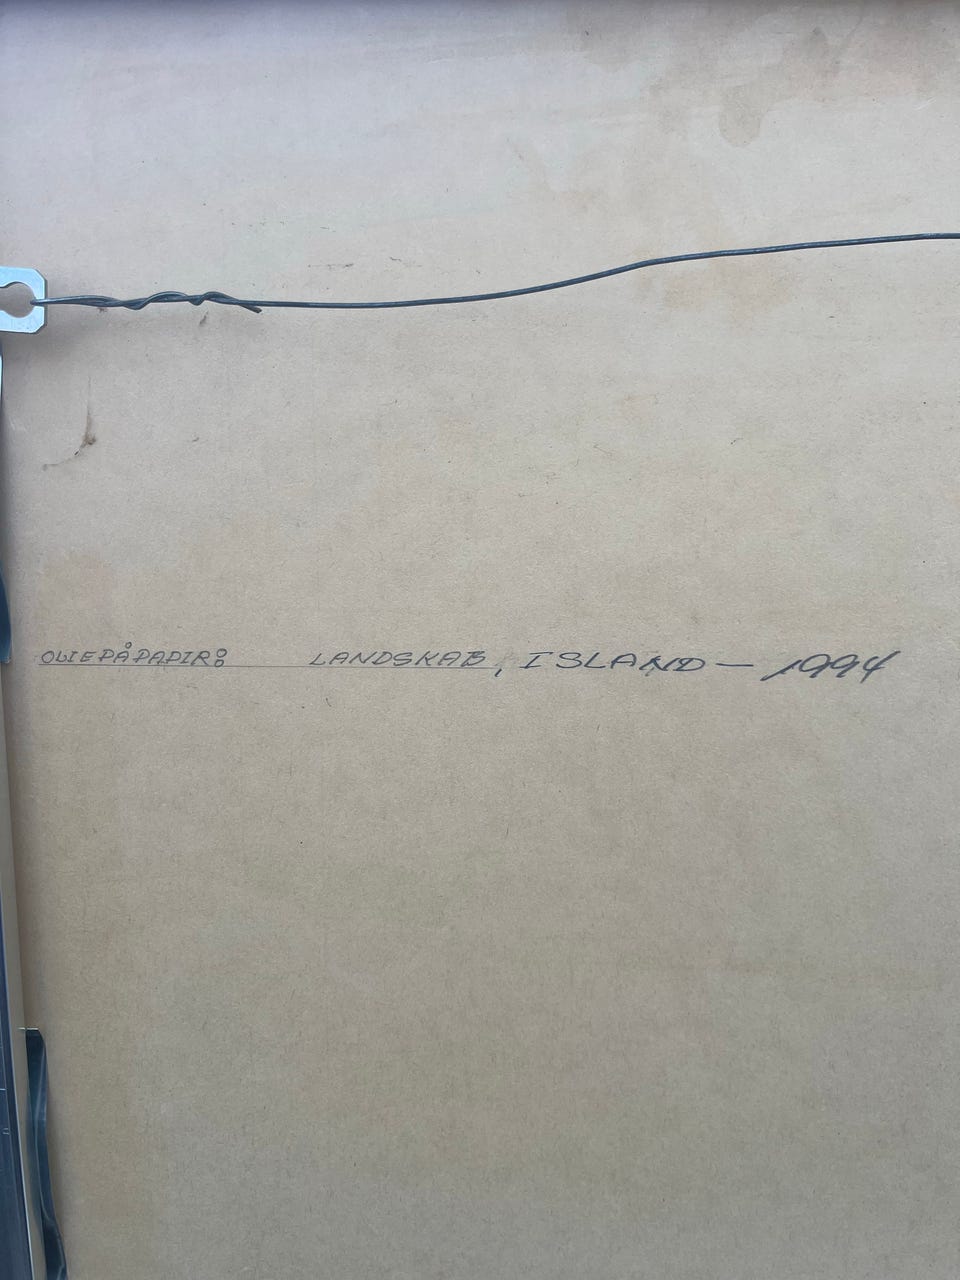 OLIE PÅ PAPIR: LANDSKAB, ISLAND — 1994